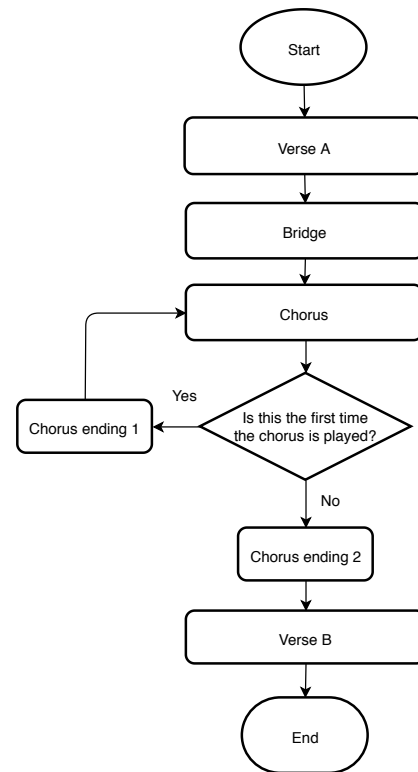 Start
Verse A
Bridge
Chorus
Is this the first time
the chorus is played?
Yes
Chorus ending 1
No
Chorus ending 2
Verse B
End